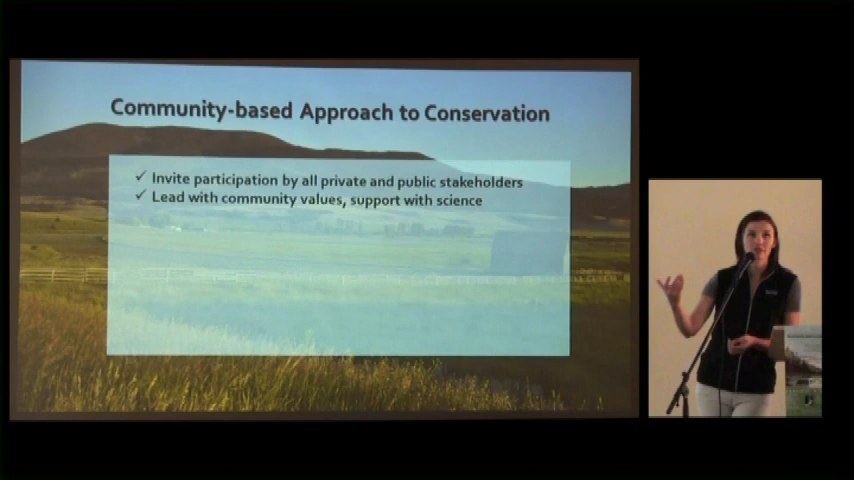 Community-based Approach to Conservation
✓ Invite participation by all private and public stakeholders
✓ Lead with community values, support with science